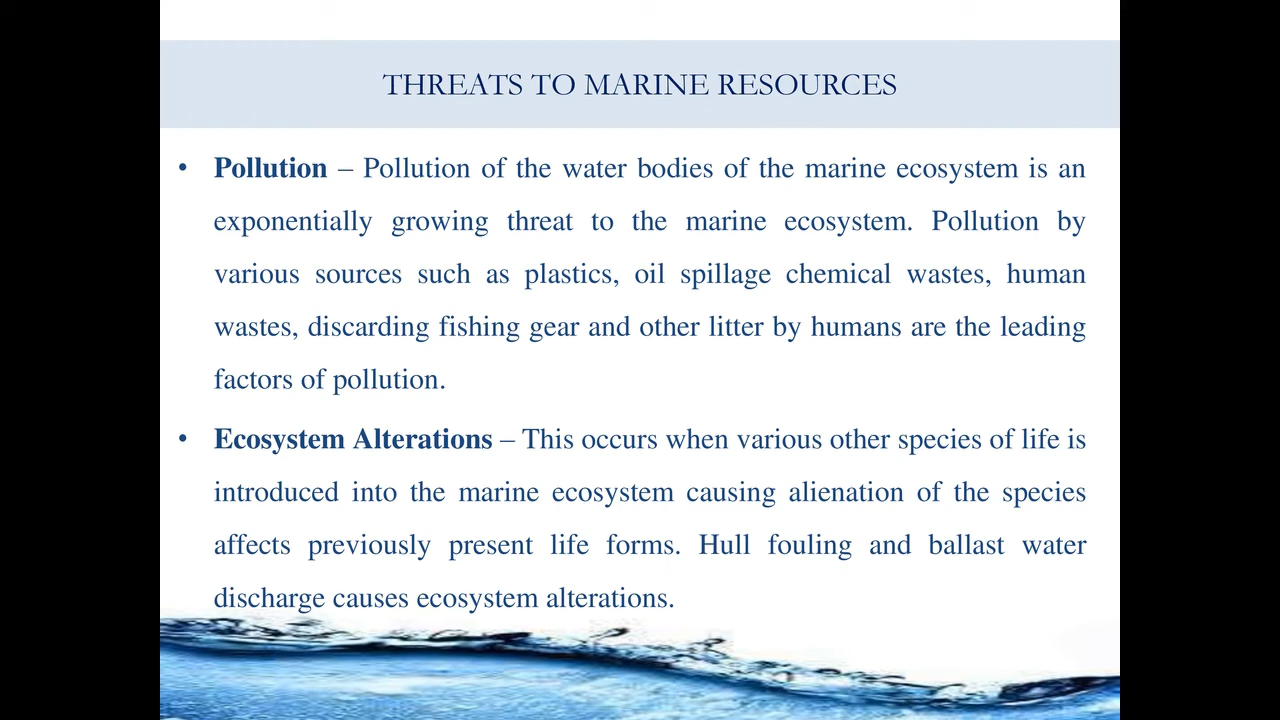 THREATS TO MARINE RESOURCES
• Pollution – Pollution of the water bodies of the marine ecosystem is an
exponentially growing threat to the marine ecosystem. Pollution by
various sources such as plastics, oil spillage chemical wastes, human
wastes, discarding fishing gear and other litter by humans are the leading
factors of pollution.
• Ecosystem Alterations – This occurs when various other species of life is
introduced into the marine ecosystem causing alienation of the species
affects previously present life forms. Hull fouling and ballast water
discharge causes ecosystem alterations.